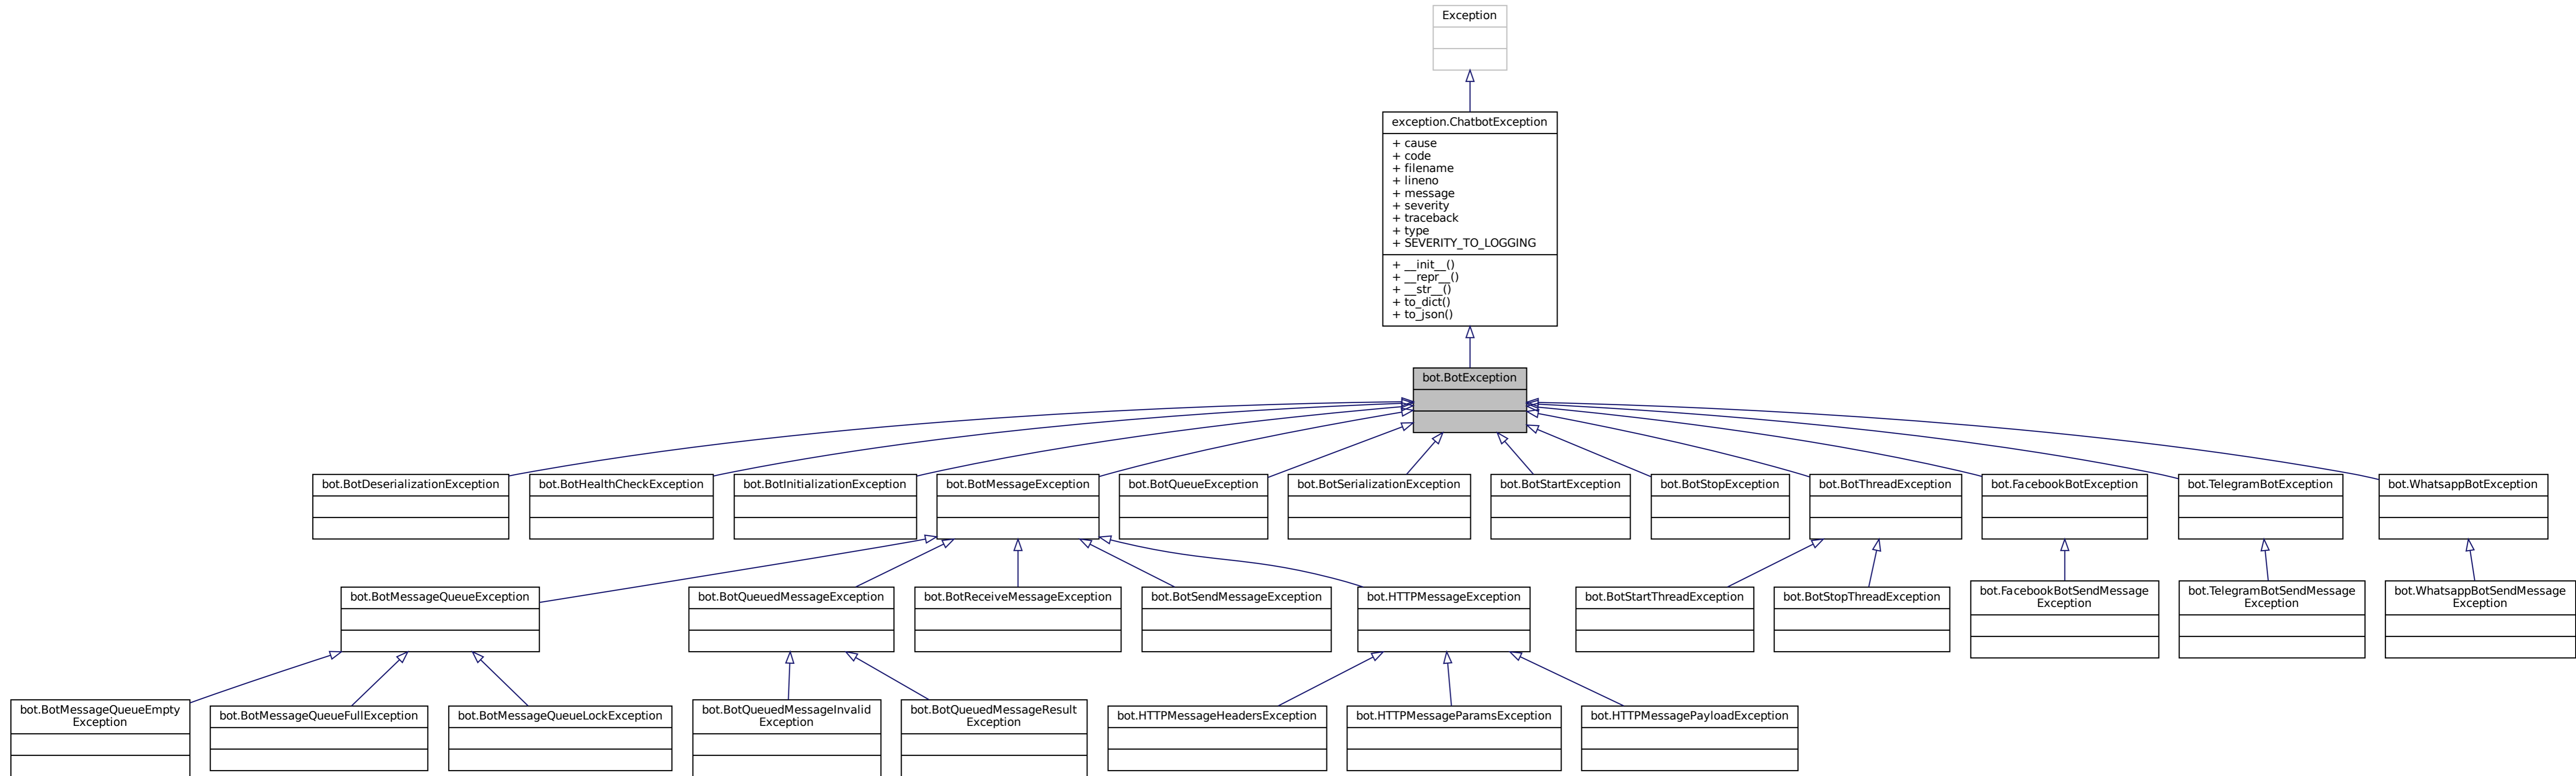 Exception
exception.ChatbotException
+ cause
+ code
+ filename
+ lineno
+ message
+ severity
+ traceback
+ type
+ SEVERITY_TO_LOGGING
+ __init__()
+ __repr__()
+ __str__()
+ to_dict()
+ to_json()
bot.BotException
bot.BotDeserializationException
bot.BotHealthCheckException
bot.BotInitializationException
bot.BotMessageException
bot.BotQueueException
bot.BotSerializationException
bot.BotStartException
bot.BotStopException
bot.BotThreadException
bot.FacebookBotException
bot.TelegramBotException
bot.WhatsappBotException
bot.BotMessageQueueException
bot.BotQueuedMessageException
bot.BotReceiveMessageException
bot.BotSendMessageException
bot.HTTPMessageException
bot.BotStartThreadException
bot.BotStopThreadException
bot.FacebookBotSendMessage
Exception
bot.TelegramBotSendMessage
Exception
bot.WhatsappBotSendMessage
Exception
bot.BotMessageQueueEmpty
Exception
bot.BotMessageQueueFullException
bot.BotMessageQueueLockException
bot.BotQueuedMessageInvalid
Exception
bot.BotQueuedMessageResult
Exception
bot.HTTPMessageHeadersException
bot.HTTPMessageParamsException
bot.HTTPMessagePayloadException